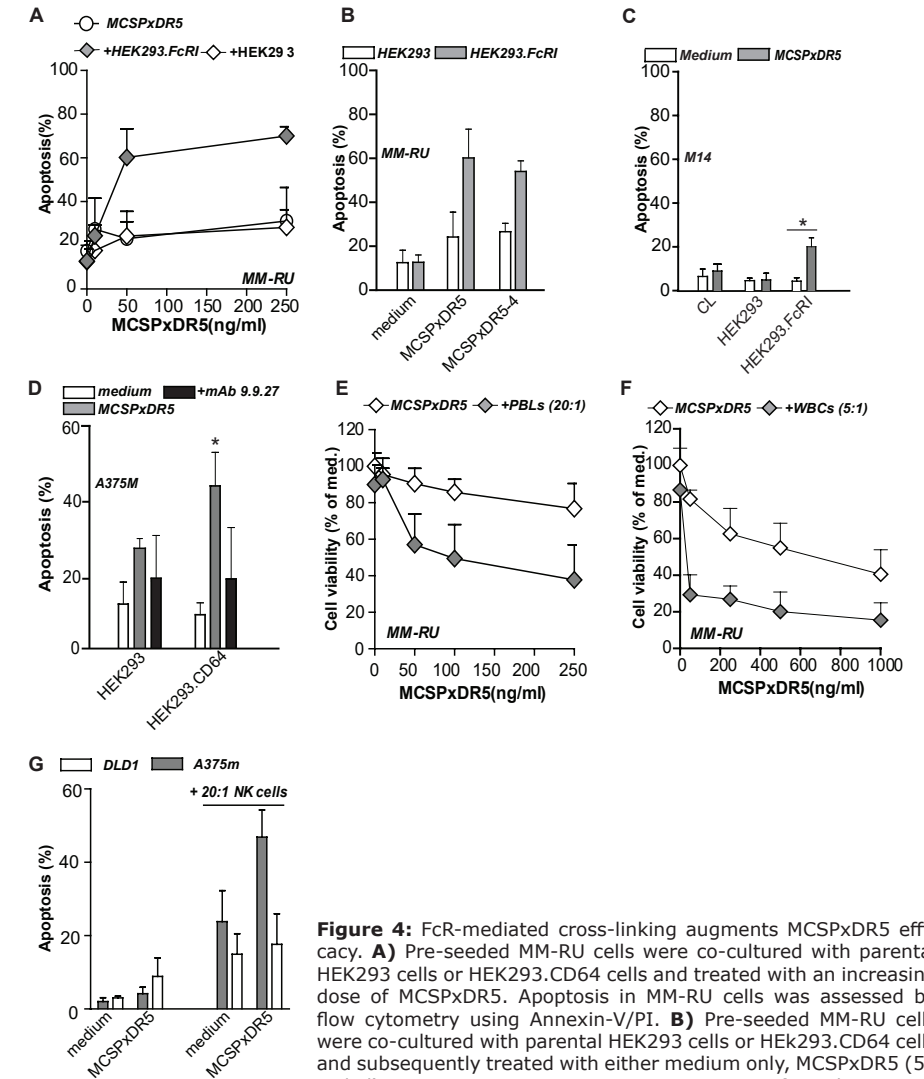 A
MCSPxDR5
+HEK293.FcRI +HEK29 3
100
80
60
40
20
0
Apoptosis(%)
MM-RU
0 50 100 150 200 250
MCSPxDR5(ng/ml)
B
HEK293 HEK293.FcRI
100
80
60
40
20
0
Apoptosis (%)
MM-RU
medium
MCSPxDR5
MCSPxDR5-4
C
Medium MCSPxDR5
100
80
60
40
20
0
Apoptosis (%)
M14
*
CL
HEK293
HEK293.FcRI
D
medium +mAb 9.9.27
MCSPxDR5
60
40
20
0
Apoptosis (%)
A375M
*
HEK293
HEK293.CD64
E
MCSPxDR5 +PBLs (20:1)
120
100
80
60
40
20
0
Cell viability (% of med.)
MM-RU
0 50 100 150 200 250
MCSPxDR5(ng/ml)
F
MCSPxDR5 +WBCs (5:1)
120
100
80
60
40
20
0
Cell viability (% of med.)
MM-RU
0 200 400 600 800 1000
MCSPxDR5(ng/ml)
G
DLD1 A375m
+ 20:1 NK cells
60
40
20
0
Apoptosis (%)
medium
MCSPxDR5
medium
MCSPxDR5
Figure 4: FcR-mediated cross-linking augments MCSPxDR5 effi-
cacy. A) Pre-seeded MM-RU cells were co-cultured with parenta
HEK293 cells or HEK293.CD64 cells and treated with an increasin
dose of MCSPxDR5. Apoptosis in MM-RU cells was assessed b
flow cytometry using Annexin-V/PI. B) Pre-seeded MM-RU cell
were co-cultured with parental HEK293 cells or HEk293.CD64 cell
and subsequently treated with either medium only, MCSPxDR5 (5